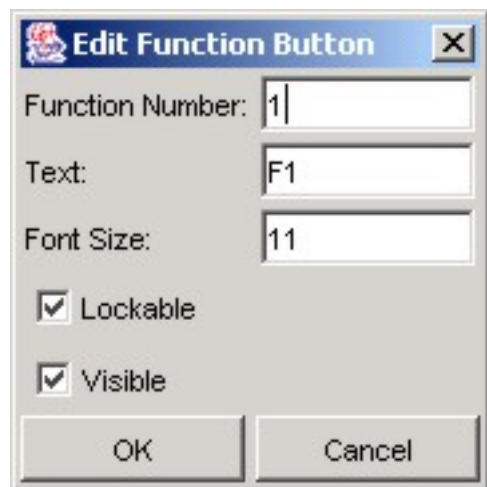 Edit Function Button
Function Number: 1
Text: F1
Font Size: 11
Lockable
Visible
OK Cancel